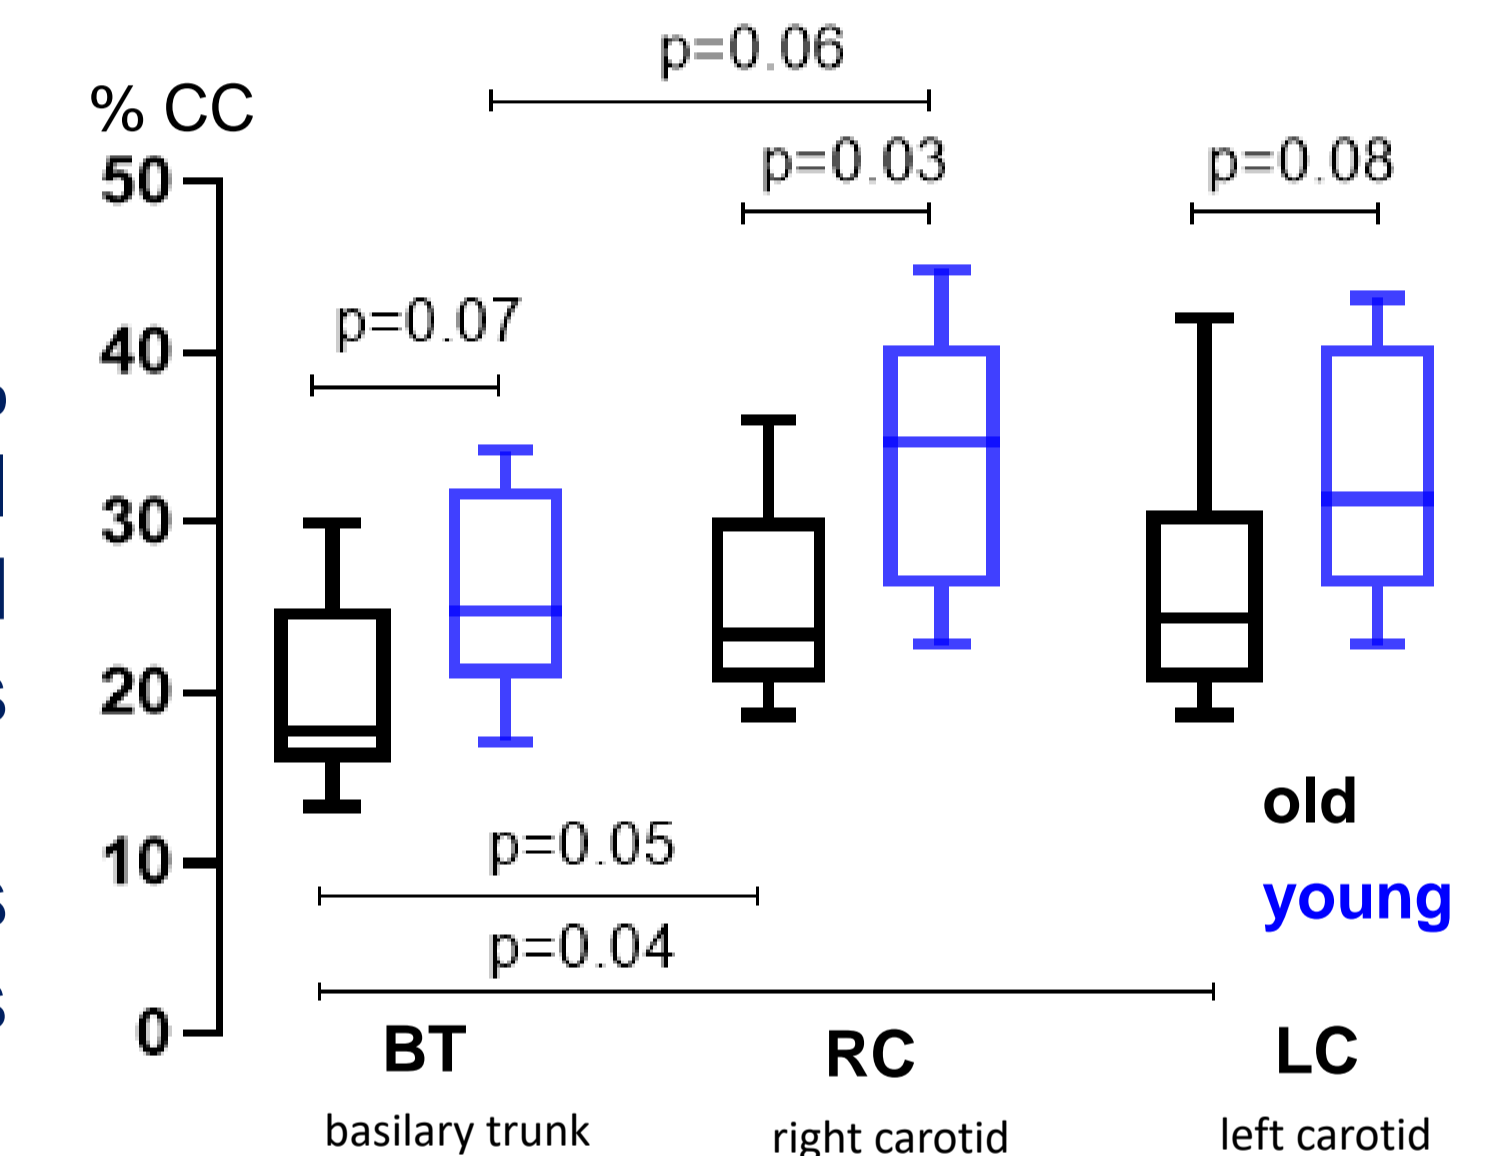 p=0.06
% CC
p=0.03
p=0.08
50
p=0.07
40
30
20
old
p=0.05
10
young
p=0.04
0
BT
RC
LC
basilary trunk
right carotid
left carotid